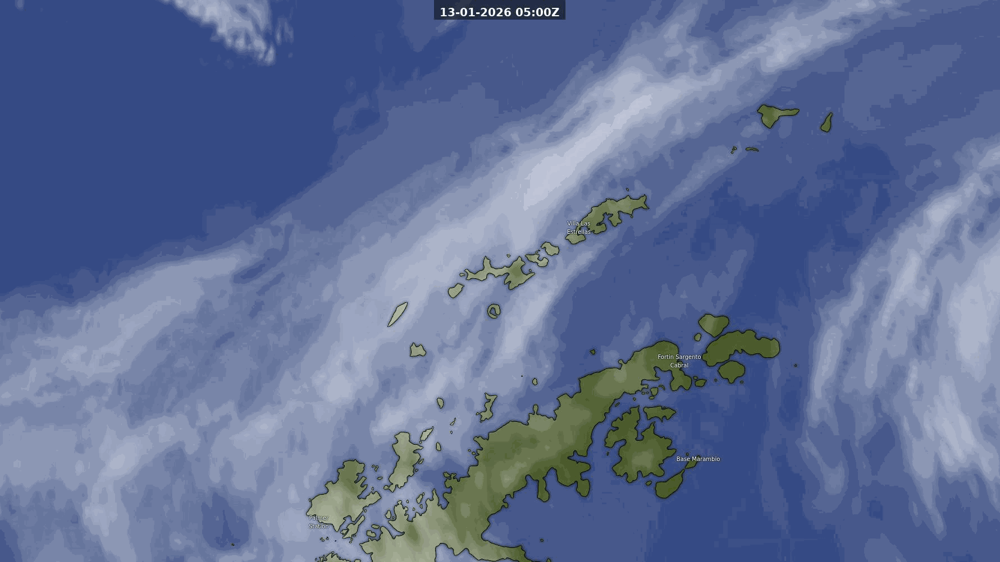 13-01-2026 05:00Z
Villa Las
Estrellas
Fortin Sargento
Cabral
Base Marambio
Palmer
Station